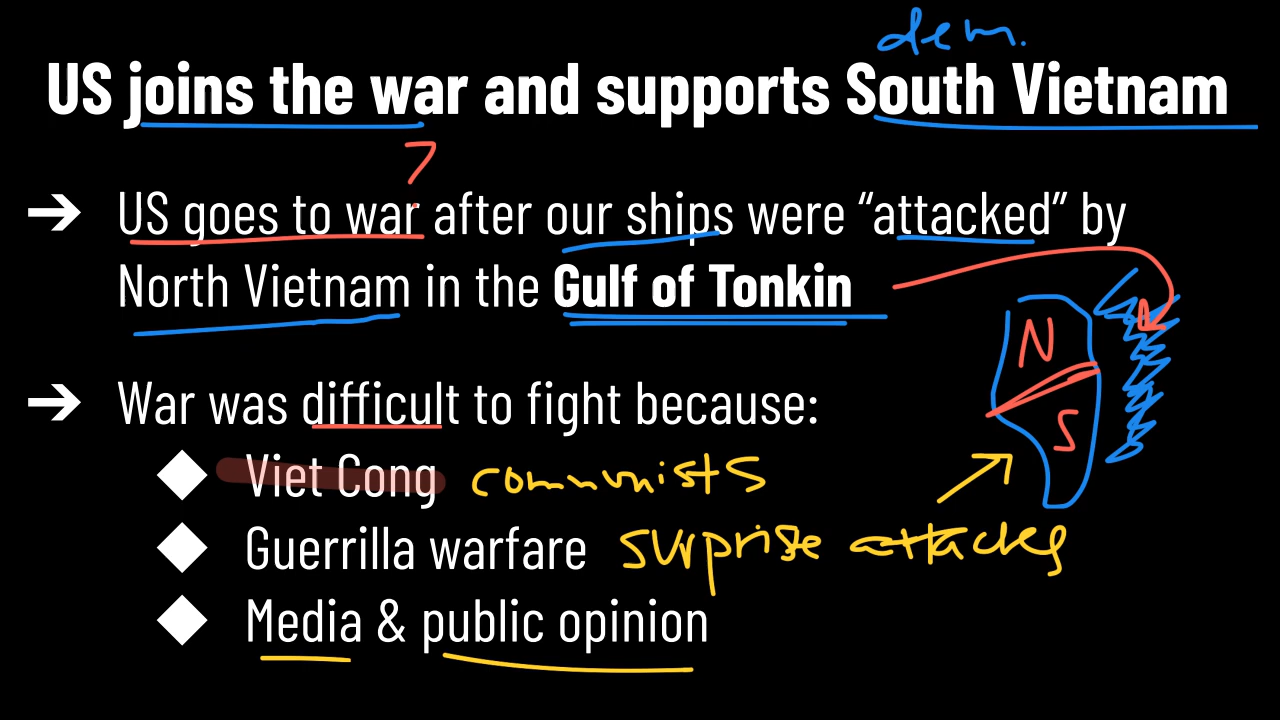 dem.
US joins the war and supports South Vietnam
?
➔ US goes to war after our ships were “attacked” by
North Vietnam in the Gulf of Tonkin
N
S
➔ War was difficult to fight because:
◆ Viet Cong communists
◆ Guerrilla warfare surprise attacks
◆ Media & public opinion